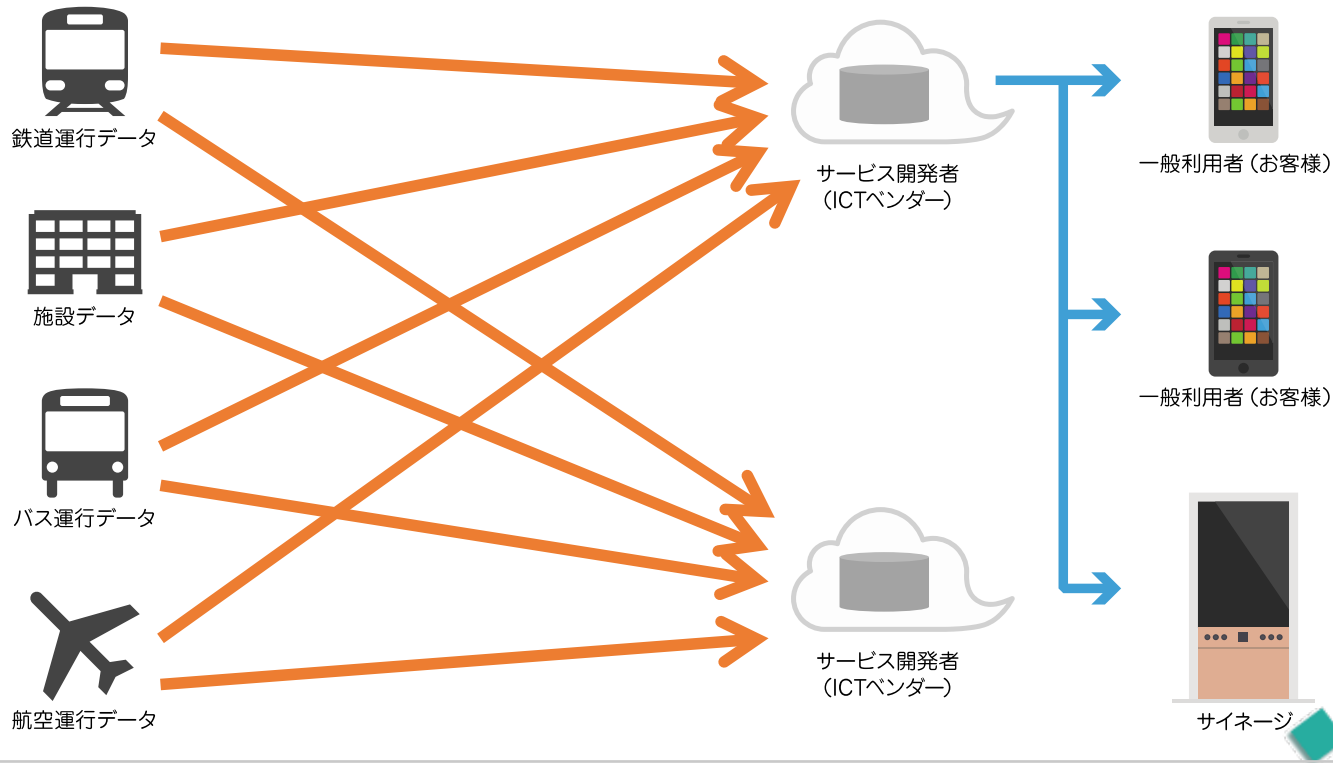 鉄道運行データ
施設データ
バス運行データ
航空運行データ
サービス開発者
（ICTベンダー）
サービス開発者
（ICTベンダー）
一般利用者（お客様）
一般利用者（お客様）
サイネージ